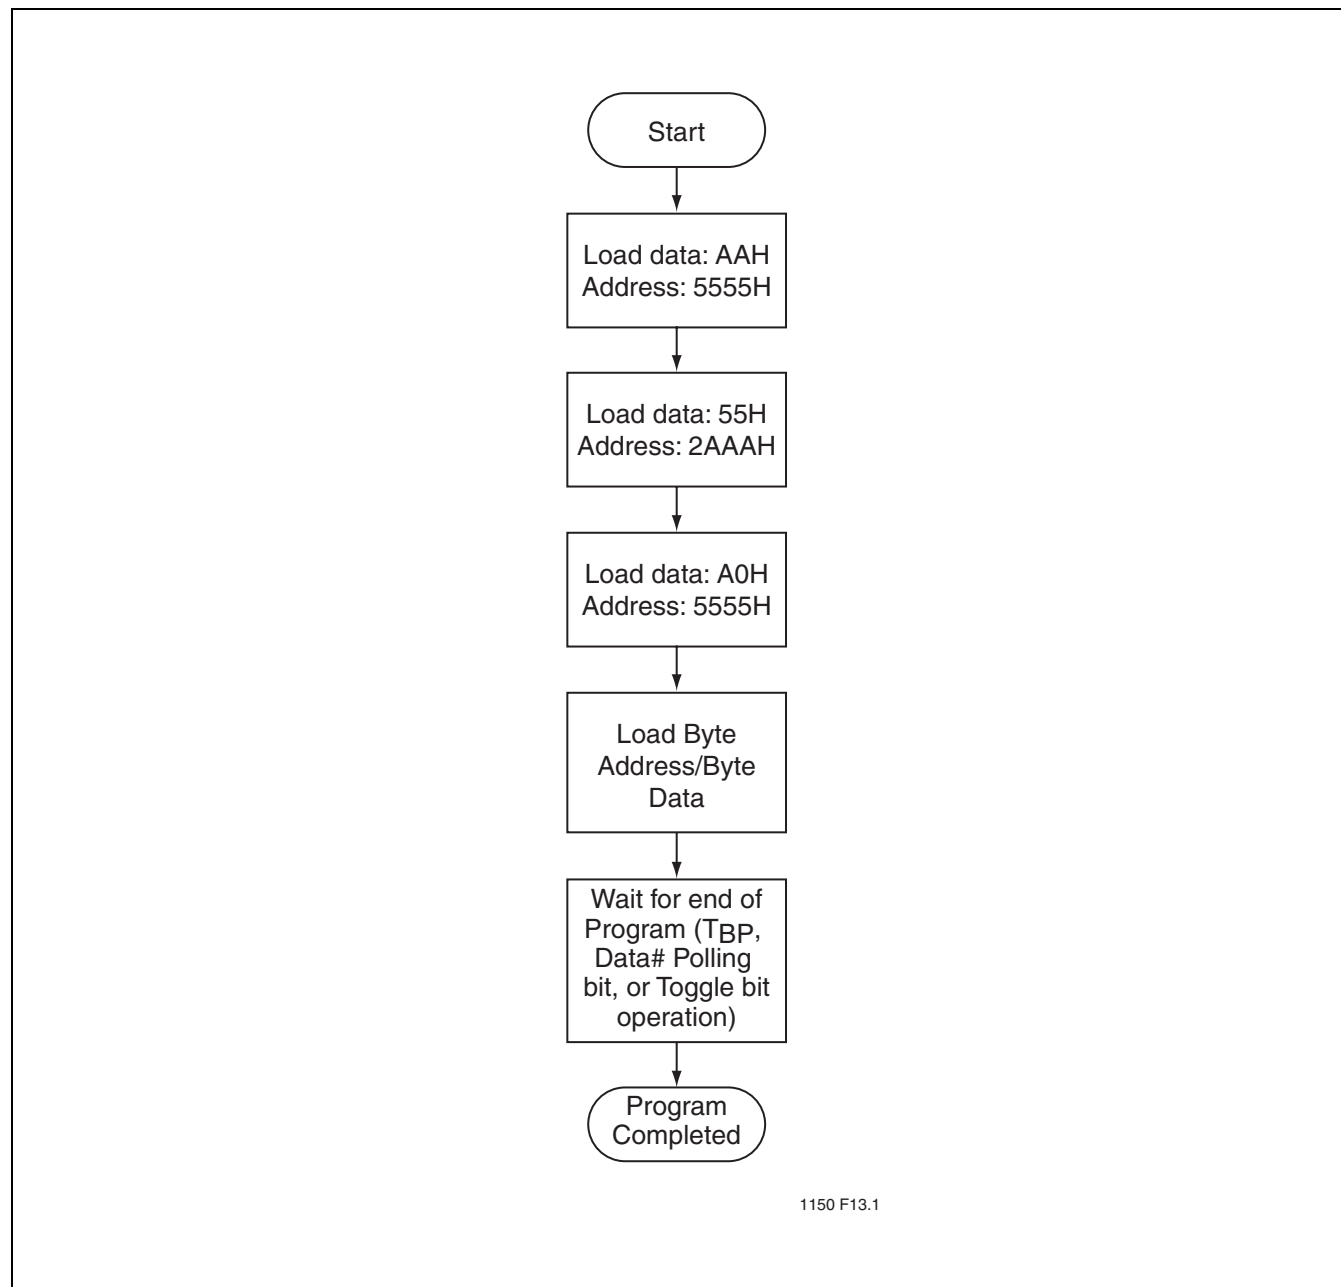 Start
Load data: AAH
Address: 5555H
Load data: 55H
Address: 2AAAH
Load data: A0H
Address: 5555H
Load Byte
Address/Byte
Data
Wait for end of
Program (TBP,
Data# Polling
bit, or Toggle bit
operation)
Program
Completed
1150 F13.1